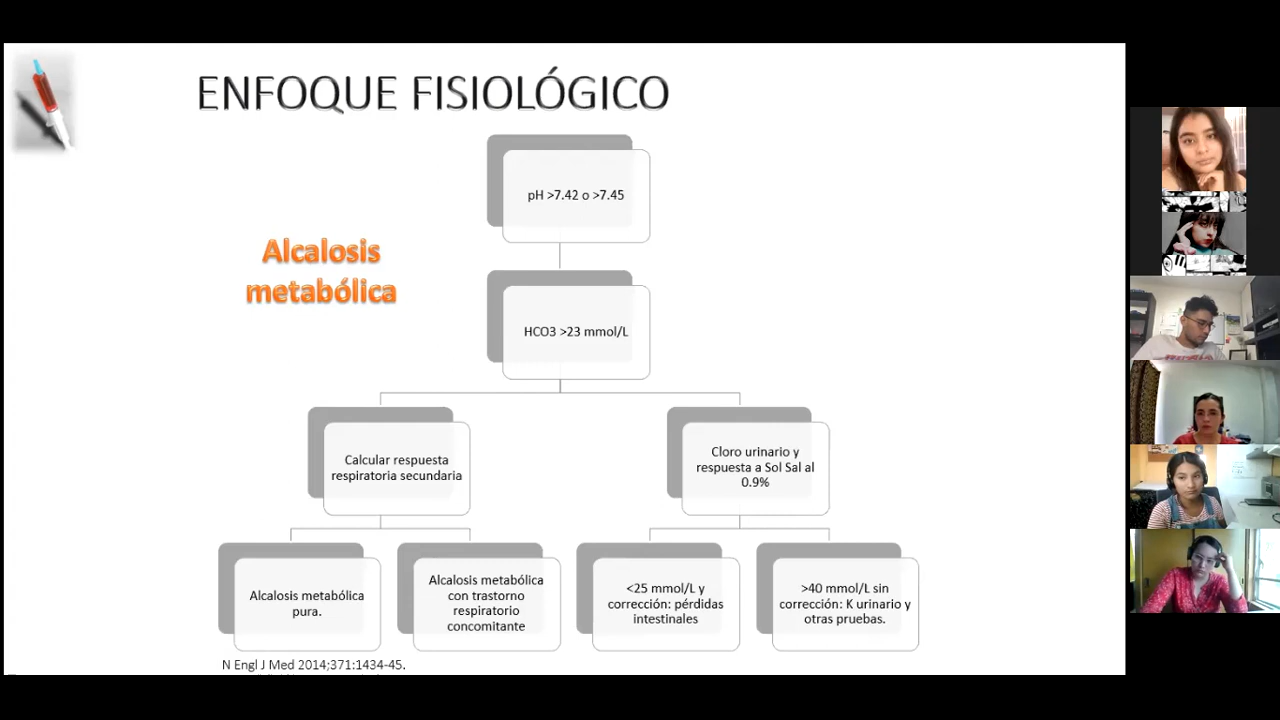 ENFOQUE FISIOLÓGICO
pH >7.42 o >7.45
Alcalosis
metabólica
HCO3 >23 mmol/L
Calcular respuesta
respiratoria secundaria
Cloro urinario y
respuesta a Sol Sal al
0.9%
Alcalosis metabólica
pura.
Alcalosis metabólica
con trastorno
respiratorio
concomitante
<25 mmol/L y
corrección: pérdidas
intestinales
>40 mmol/L sin
corrección: K urinario y
otras pruebas.
N Engl J Med 2014;371:1434-45.